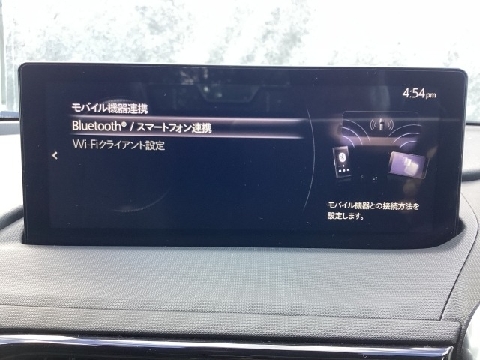 4:54pm
モバイル機器連携
Bluetooth® / スマートフォン連携
Wi Fiクライアント設定
モバイル機器との接続方法を
設定します。